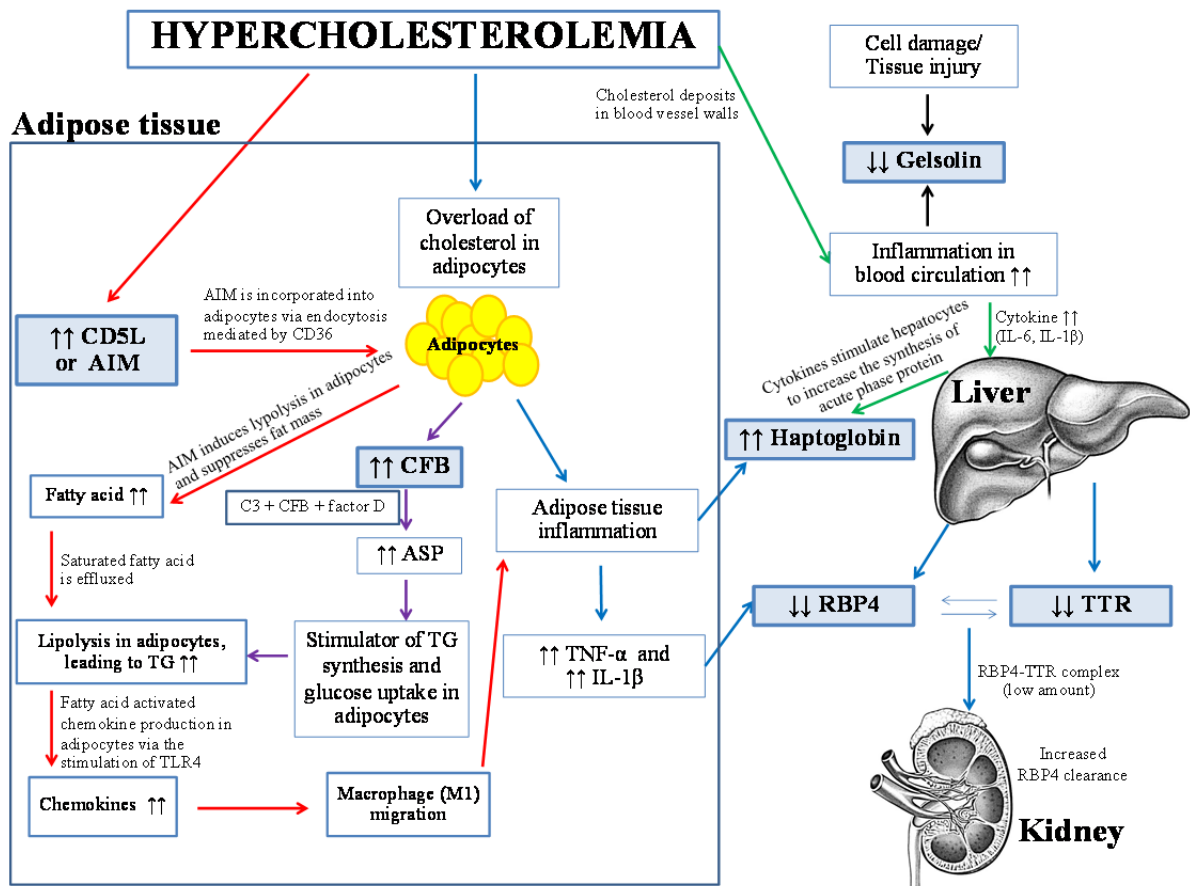 HYPERCHOLESTEROLEMIA
Cell damage/
Tissue injury
Cholesterol deposits
in blood vessel walls
Adipose tissue
↓↓ Gelsolin
Overload of
cholesterol in
adipocytes
Inflammation in
blood circulation ↑↑
AIM is incorporated into
adipocytes via endocytosis
mediated by CD36
↑↑ CD5L
or AIM
Adipocytes
Cytokine ↑↑
(IL-6, IL-1β)
Cytokines stimulate hepatocytes
to increase the synthesis of
acute phase protein
Liver
AIM induces lypolysis in adipocytes
and suppresses fat mass
↑↑ Haptoglobin
↑↑ CFB
Fatty acid ↑↑
C3 + CFB + factor D
Adipose tissue
inflammation
↑↑ ASP
Saturated fatty acid
is effluxed
↓↓ RBP4
↓↓ TTR
Lipolysis in adipocytes,
leading to TG ↑↑
Stimulator of TG
synthesis and
glucose uptake in
adipocytes
↑↑ TNF-α and
↑↑ IL-1β
RBP4-TTR complex
(low amount)
Fatty acid activated
chemokine production in
adipocytes via the
stimulation of TLR4
Increased
RBP4 clearance
Chemokines ↑↑
Macrophage (M1)
migration
Kidney